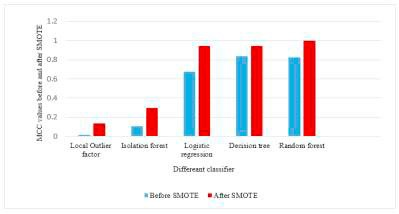 MCC values before and after SMOTE
1.2
1
0.8
0.6
0.4
0.2
0
Local Outlier
factor
Isolation forest
Logistic
regression
Decision tree
Random forest
Differeant classifier
Before SMOTE
After SMOTE